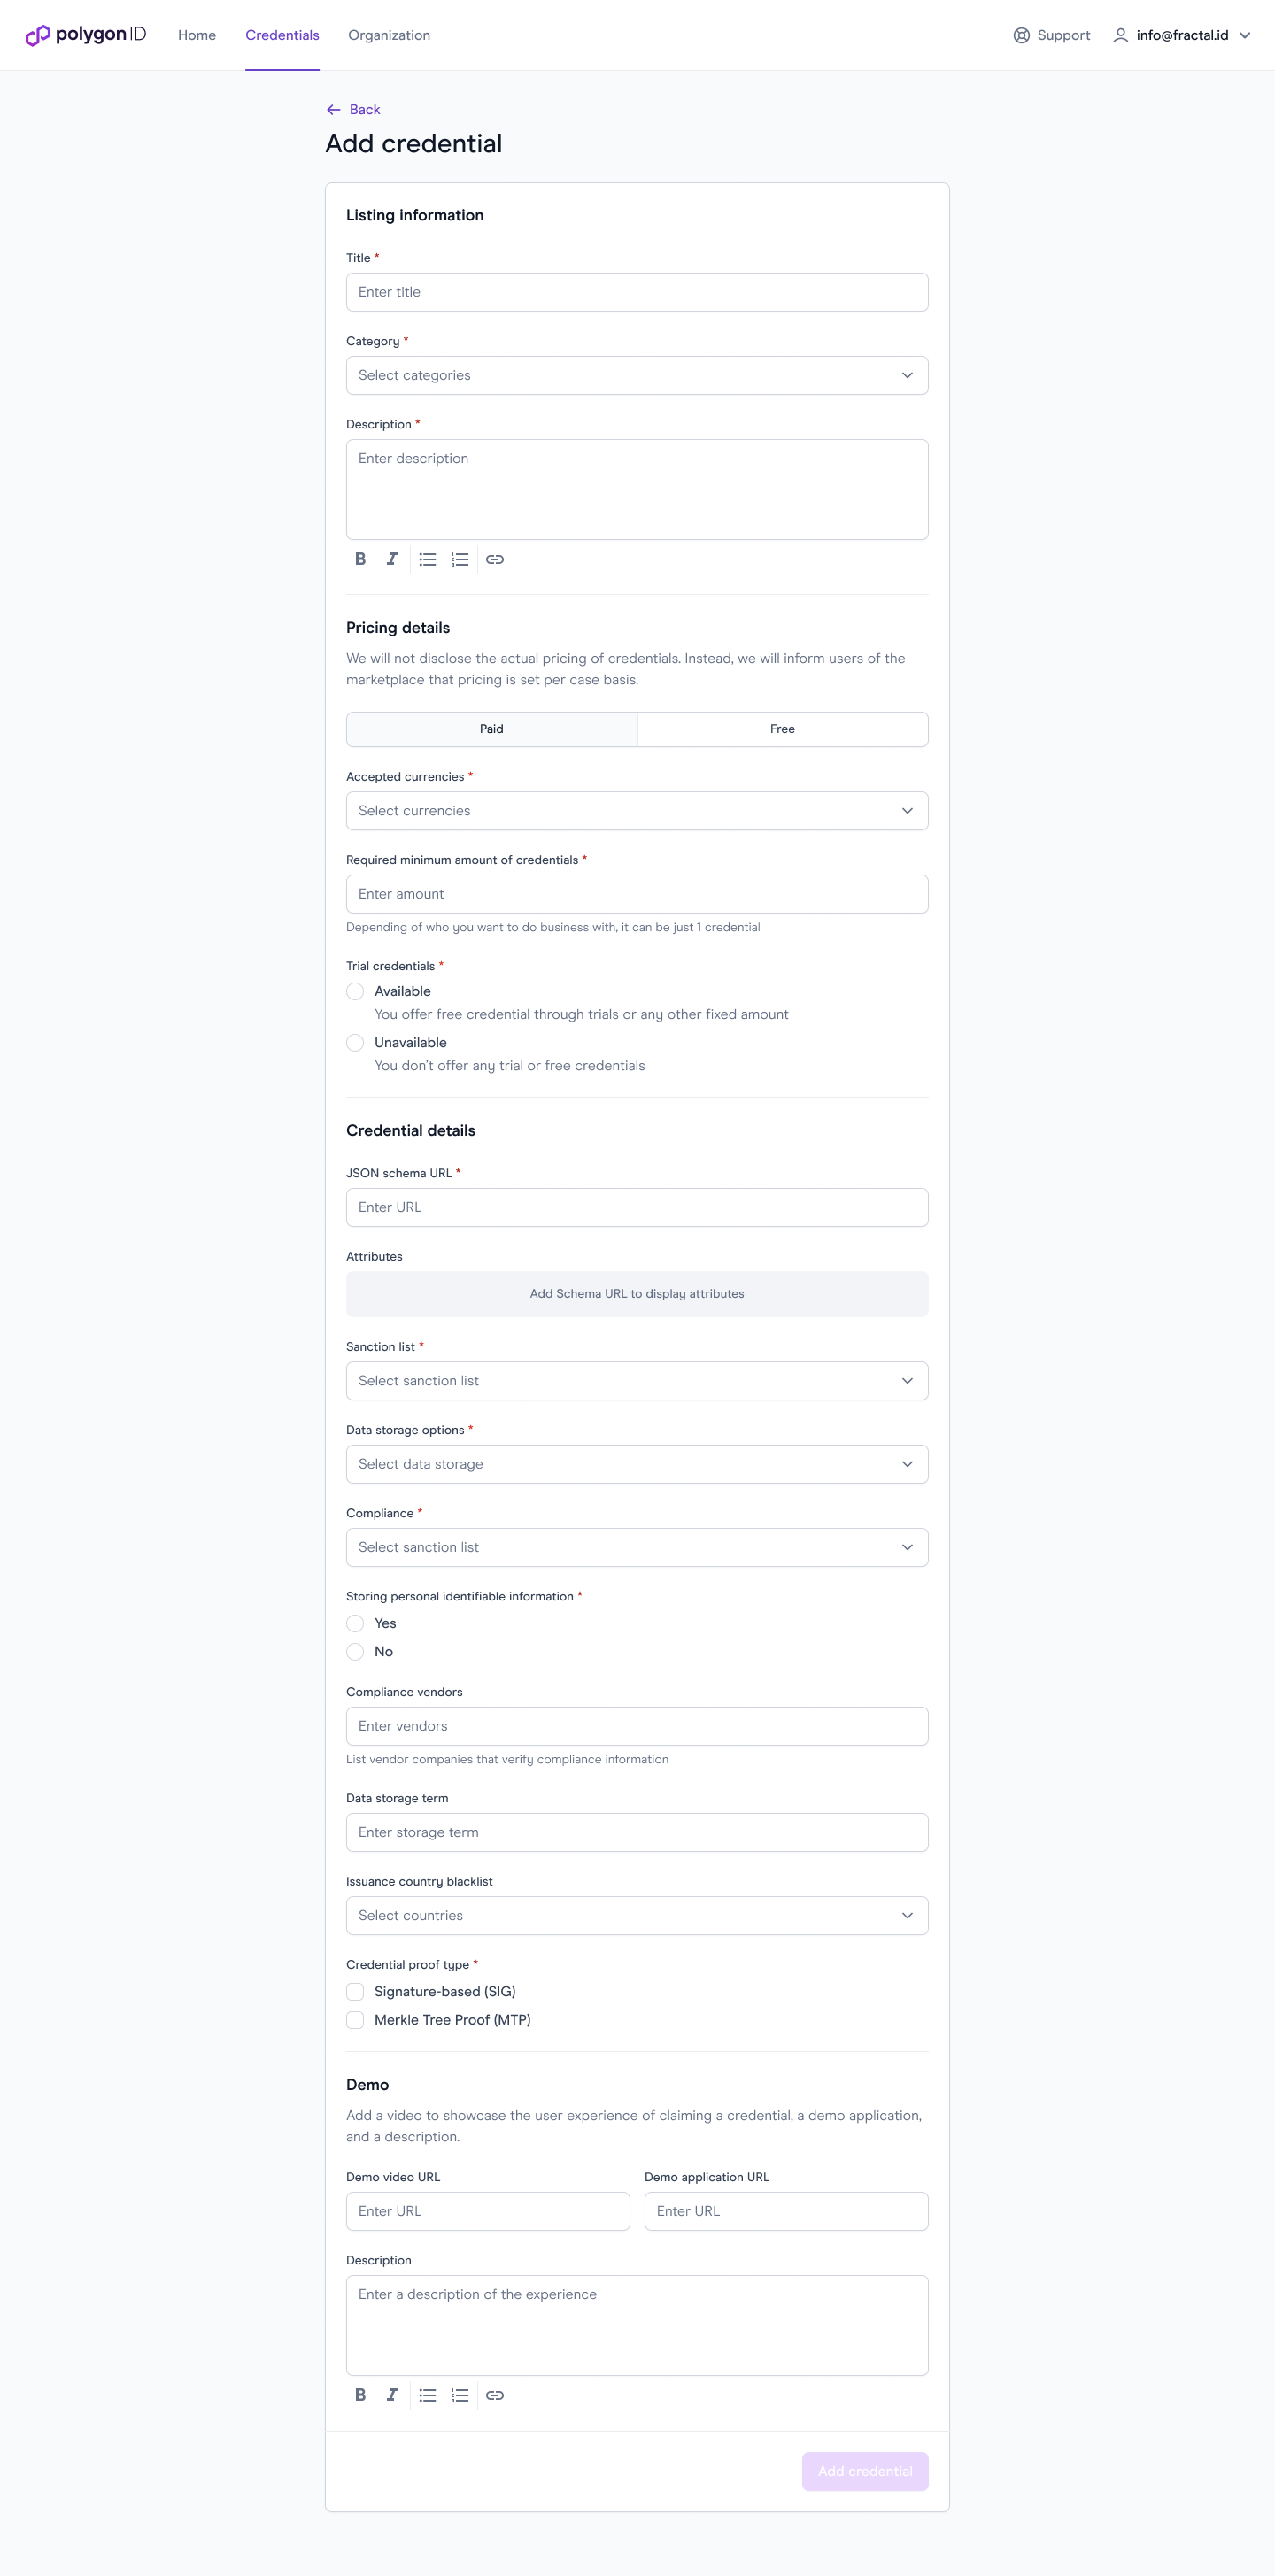 polygon ID
Home
Credentials
Organization
Support
info@fractal.id
Back
Add credential
Listing information
Title *
Enter title
Category *
Select categories
Description *
Enter description
B I
Pricing details
We will not disclose the actual pricing of credentials. Instead, we will inform users of the
marketplace that pricing is set per case basis.
Paid
Free
Accepted currencies *
Select currencies
Required minimum amount of credentials *
Enter amount
Depending of who you want to do business with, it can be just 1 credential
Trial credentials *
Available
You offer free credential through trials or any other fixed amount
Unavailable
You don't offer any trial or free credentials
Credential details
JSON schema URL *
Enter URL
Attributes
Add Schema URL to display attributes
Sanction list *
Select sanction list
Data storage options *
Select data storage
Compliance *
Select sanction list
Storing personal identifiable information *
Yes
No
Compliance vendors
Enter vendors
List vendor companies that verify compliance information
Data storage term
Enter storage term
Issuance country blacklist
Select countries
Credential proof type *
Signature-based (SIG)
Merkle Tree Proof (MTP)
Demo
Add a video to showcase the user experience of claiming a credential, a demo application,
and a description.
Demo video URL
Demo application URL
Enter URL
Enter URL
Description
Enter a description of the experience
B I
Add credential